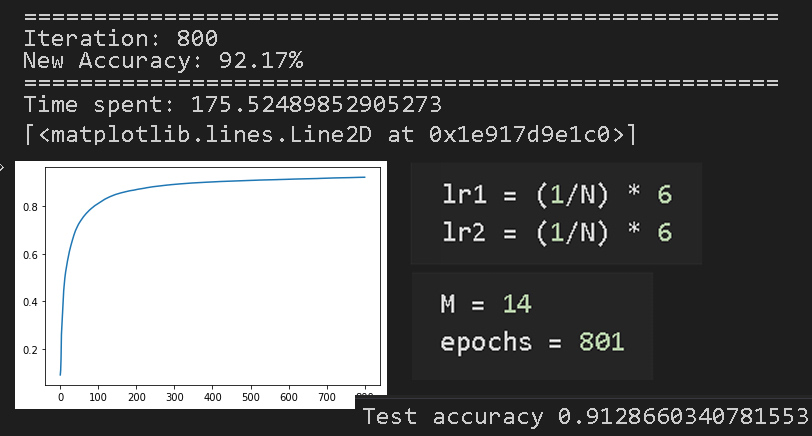 ============================================================
Iteration: 800
New Accuracy: 92.17%
============================================================
Time spent: 175.52489852905273
[<matplotlib.lines.Line2D at 0x1e917d9e1c0>]
lr1 = (1/N) * 6
lr2 = (1/N) * 6
M = 14
epochs = 801
0.8
0.6
0.4
0.2
0 100 200 300 400 500 600 700 800
Test accuracy 0.9128660340781553